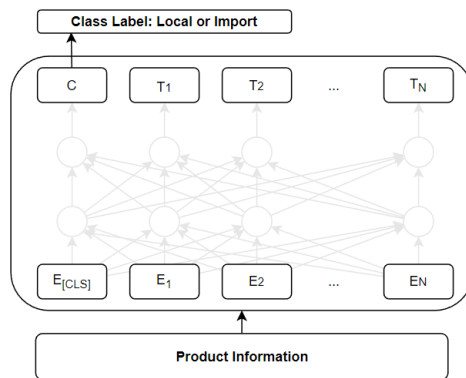 Class Label: Local or Import
C T1 T2 ... TN
E[CLS] E1 E2 ... EN
Product Information